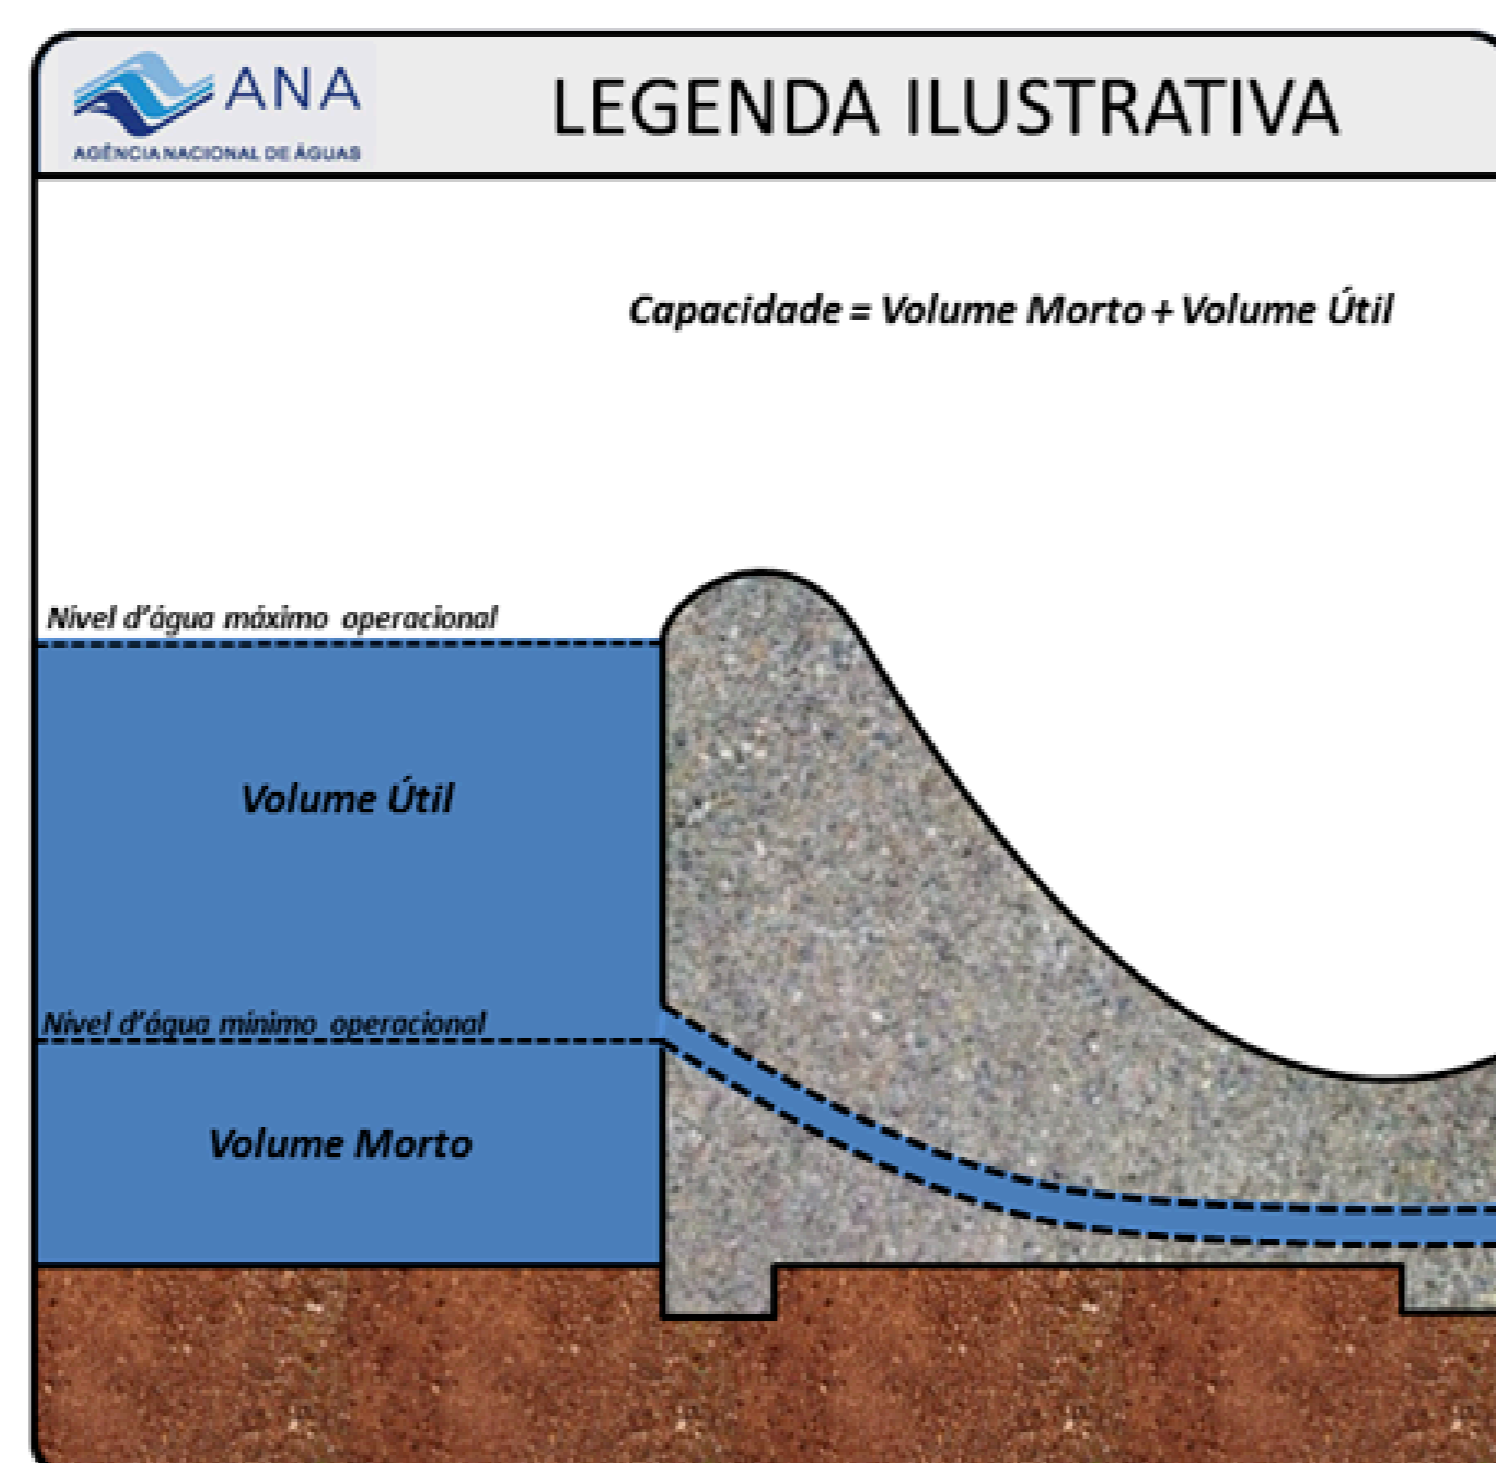 ANA
AGÊNCIA NACIONAL DE ÁGUAS
LEGENDA ILUSTRATIVA
Capacidade = Volume Morto + Volume Útil
Nível d'água máximo operacional
Volume Útil
Nível d'água mínimo operacional
Volume Morto